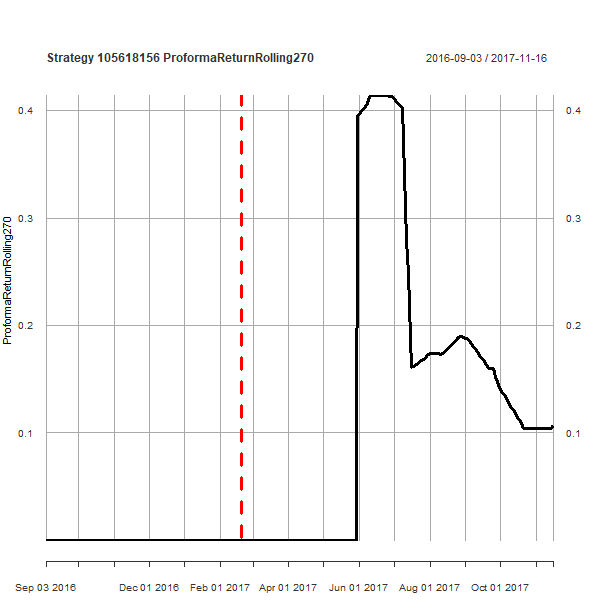 Strategy 105618156 ProformaReturnRolling270
2016-09-03 / 2017-11-16
ProformaReturnRolling270
0.4
0.3
0.2
0.1
0.4
0.3
0.2
0.1
Sep 03 2016
Dec 01 2016
Feb 01 2017
Apr 01 2017
Jun 01 2017
Aug 01 2017
Oct 01 2017